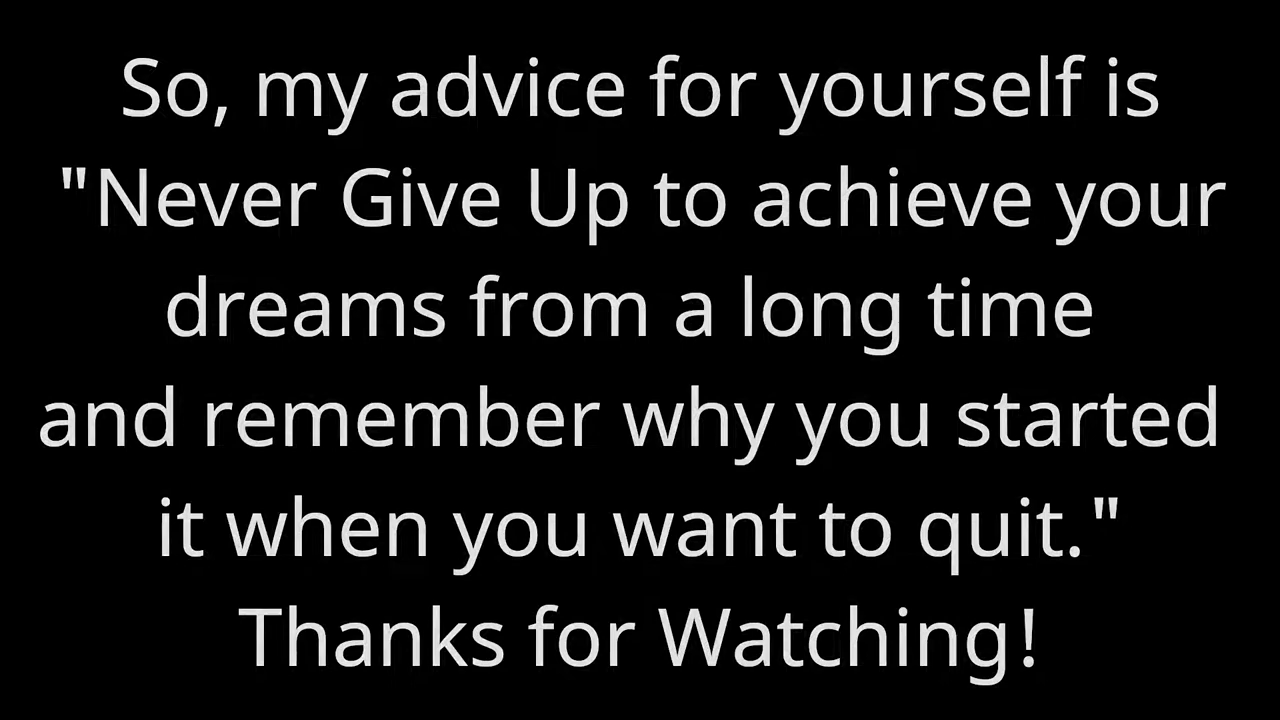 So, my advice for yourself is
"Never Give Up to achieve your
dreams from a long time
and remember why you started
it when you want to quit."
Thanks for Watching!